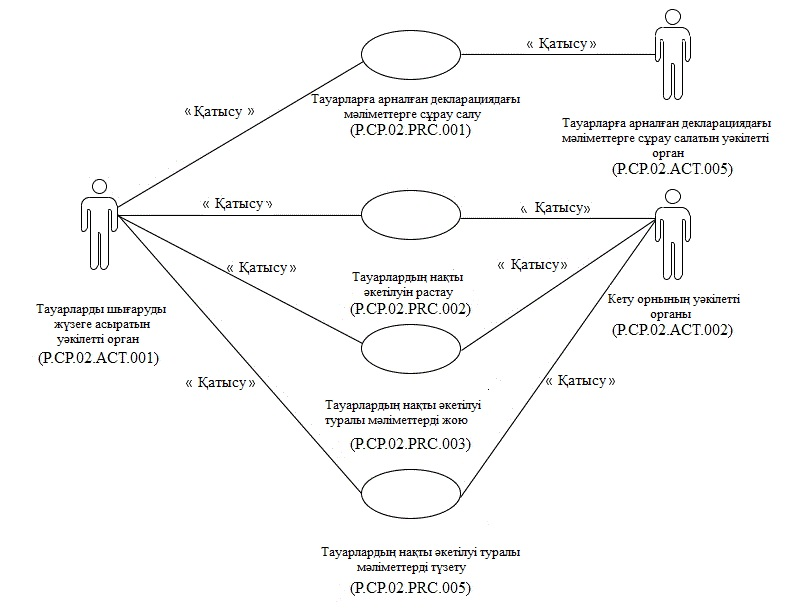 « Қатысу»
« Қатысу »
Тауарларға арналған декларациядағы
мәліметтерге сұрау салу
(P.CP.02.PRC.001)
Тауарларға арналған декларациядағы
мәліметтерге сұрау салатын уәкілетті
орган
(P.CP.02.ACT.005)
« Қатысу »
« Қатысу»
« Қатысу»
« Қатысу»
Тауарлардың нақты
әкетілуін растау
(P.CP.02.PRC.002)
Тауарларды шығаруды
жүзеге асыратын
уәкілетті орган
(P.CP.02.ACT.001)
Кету орнының уәкілетті
органы
(P.CP.02.ACT.002)
« Қатысу »
« Қатысу»
Тауарлардың нақты әкетілуі
туралы мәліметтерді жою
(P.CP.02.PRC.003)
Тауарлардың нақты әкетілуі туралы
мәліметтерді түзету
(P.CP.02.PRC.005)